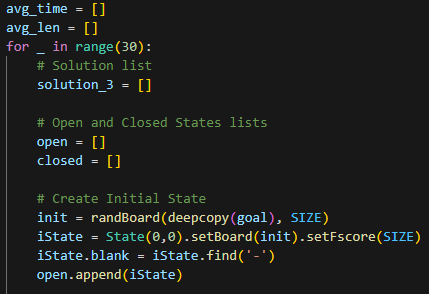 avg_time = []
avg_len = []
for _ in range(30):
    # Solution list
    solution_3 = []

    # Open and Closed States lists
    open = []
    closed = []

    # Create Initial State
    init = randBoard(deepcopy(goal), SIZE)
    iState = State(0,0).setBoard(init).setFscore(SIZE)
    iState.blank = iState.find('-')
    open.append(iState)